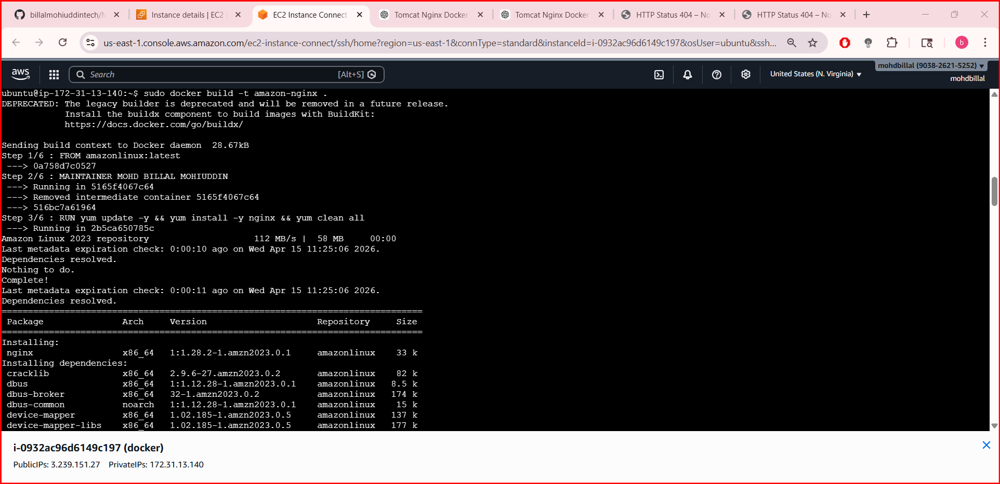 billalmohiuddintech/
Instance details | EC2
EC2 Instance Connect
Tomcat Nginx Docker
Tomcat Nginx Docker
HTTP Status 404 – No
HTTP Status 404 – No
us-east-1.console.aws.amazon.com/ec2-instance-connect/ssh/home?region=us-east-1&connType=standard&instanceId=i-0932ac96d6149c197&osUser=ubuntu&ssh...
b
aws
Search
[Alt+S]
United States (N. Virginia)
mohdbillal (9038-2621-5252)
mohdbillal
ubuntu@ip-172-31-13-140:~$ sudo docker build -t amazon-nginx .
DEPRECATED: The legacy builder is deprecated and will be removed in a future release.
Install the buildx component to build images with BuildKit:
https://docs.docker.com/go/buildx/
Sending build context to Docker daemon  28.67kB
Step 1/6 : FROM amazonlinux:latest
---> 0a758d7c0527
Step 2/6 : MAINTAINER MOHD BILLAL MOHIUDDIN
---> Running in 5165f4067c64
---> Removed intermediate container 5165f4067c64
---> 516bc7a61964
Step 3/6 : RUN yum update -y && yum install -y nginx && yum clean all
---> Running in 2b5ca650785c
Amazon Linux 2023 repository 112 MB/s | 58 MB 00:00
Last metadata expiration check: 0:00:10 ago on Wed Apr 15 11:25:06 2026.
Dependencies resolved.
Nothing to do.
Complete!
Last metadata expiration check: 0:00:11 ago on Wed Apr 15 11:25:06 2026.
Dependencies resolved.
================================================================================
Package Arch Version Repository Size
================================================================================
Installing:
nginx x86_64 1:1.28.2-1.amzn2023.0.1 amazonlinux 33 k
Installing dependencies:
cracklib x86_64 2.9.6-27.amzn2023.0.2 amazonlinux 82 k
dbus x86_64 1:1.12.28-1.amzn2023.0.1 amazonlinux 8.5 k
dbus-broker x86_64 32-1.amzn2023.0.2 amazonlinux 174 k
dbus-common noarch 1:1.12.28-1.amzn2023.0.1 amazonlinux 15 k
device-mapper x86_64 1.02.185-1.amzn2023.0.5 amazonlinux 137 k
device-mapper-libs x86_64 1.02.185-1.amzn2023.0.5 amazonlinux 177 k
i-0932ac96d6149c197 (docker)
PublicIPs: 3.239.151.27 PrivateIPs: 172.31.13.140